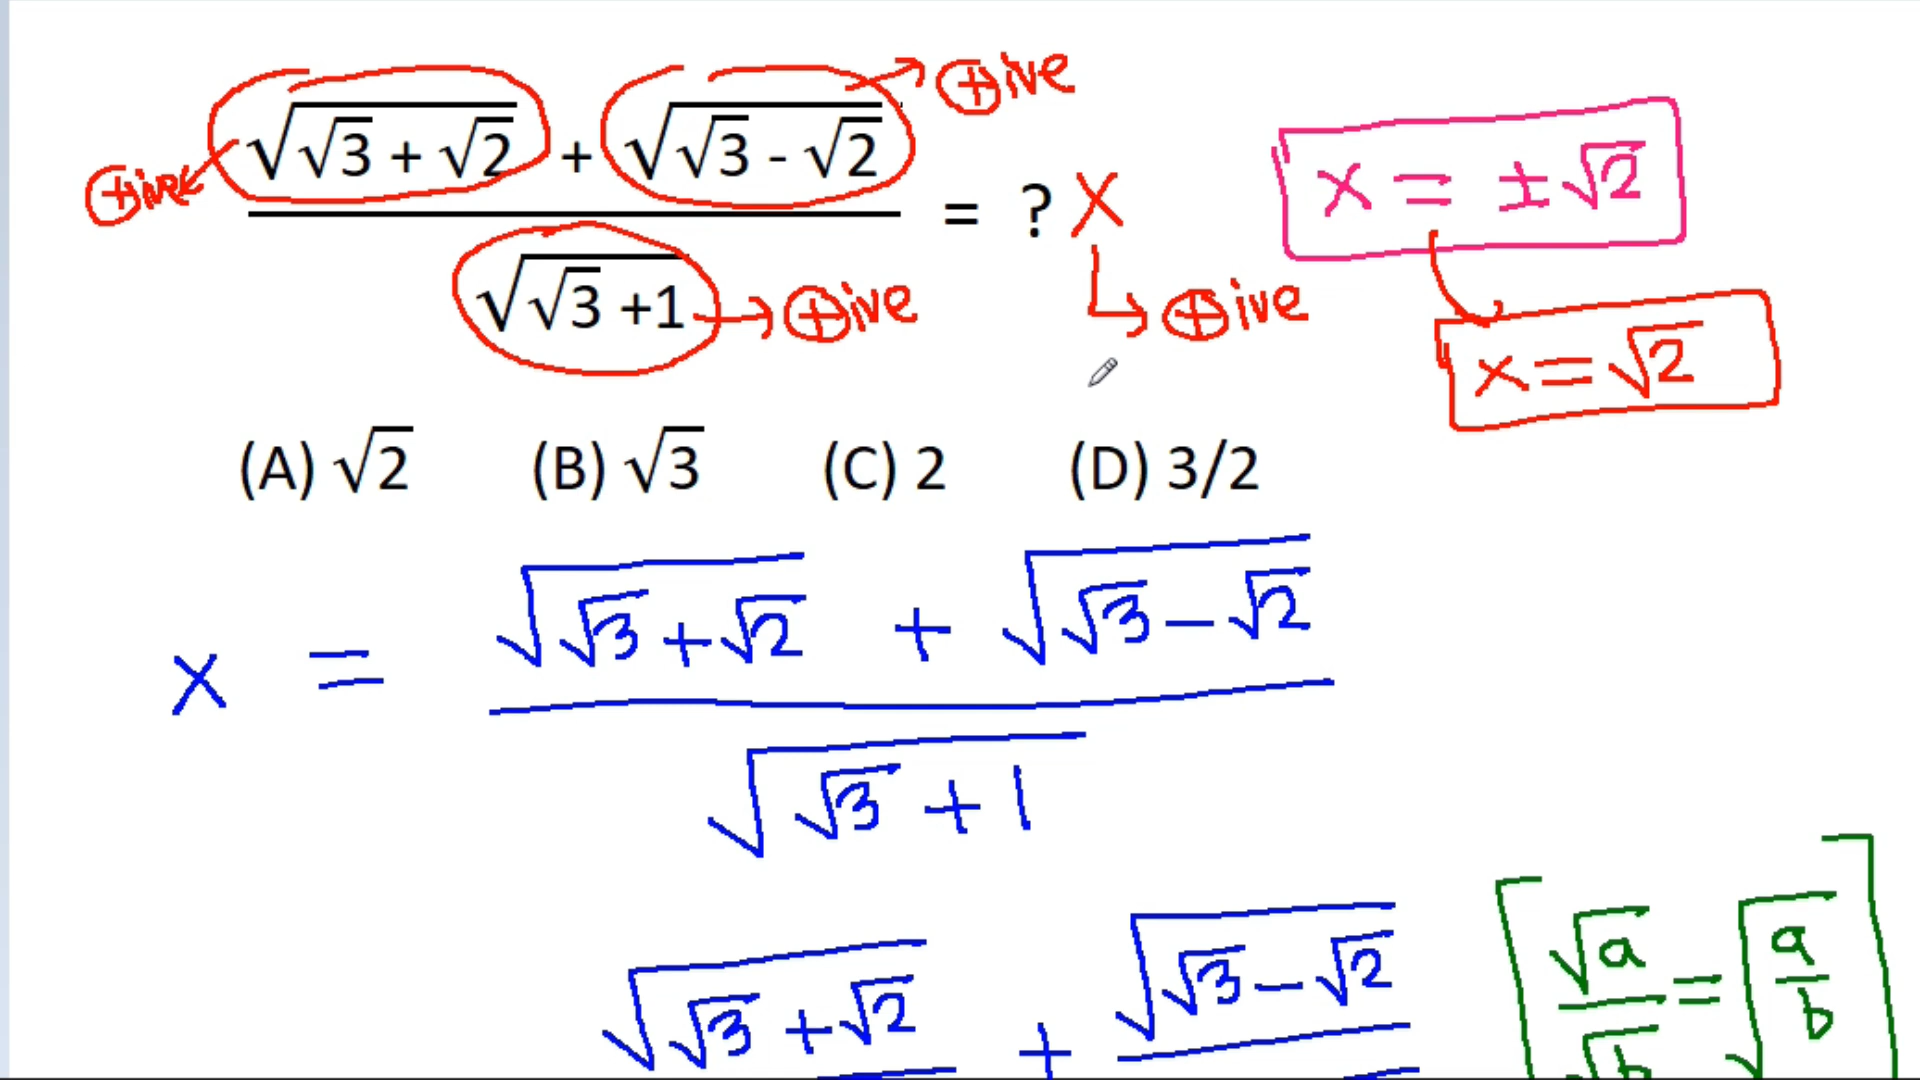 √(√3 + √2) + √(√3 - √2) → ⊕ive
⊕ive
= ? X
√(√3 +1) → ⊕ive
→ ⊕ive
x = ±√2
x = √2
(A) √2 (B) √3 (C) 2 (D) 3/2
x = (√(√3 + √2) + √(√3 − √2)) / √(√3 + 1)
√(√3 + √2) + √(√3 − √2)
[√a / √b = √(a/b)]